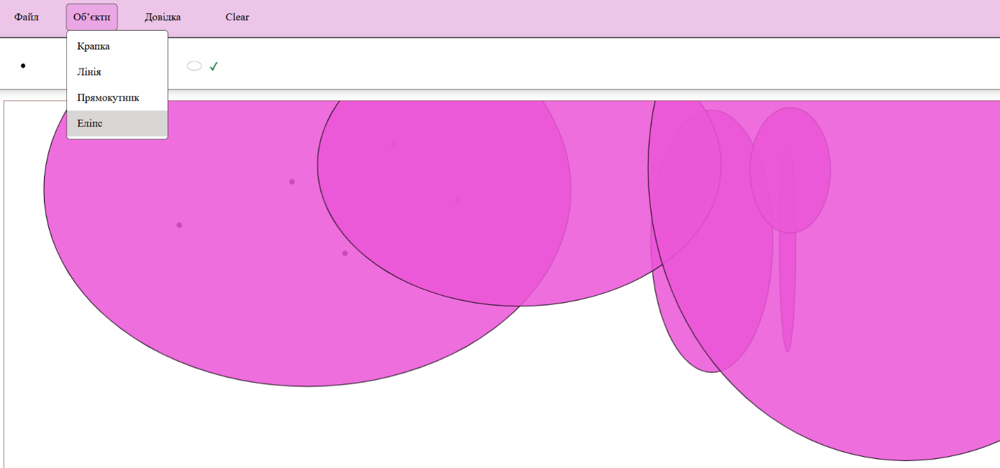 Файл Об’єкти Довідка Clear
Крапка
Лінія
Прямокутник
Еліпс